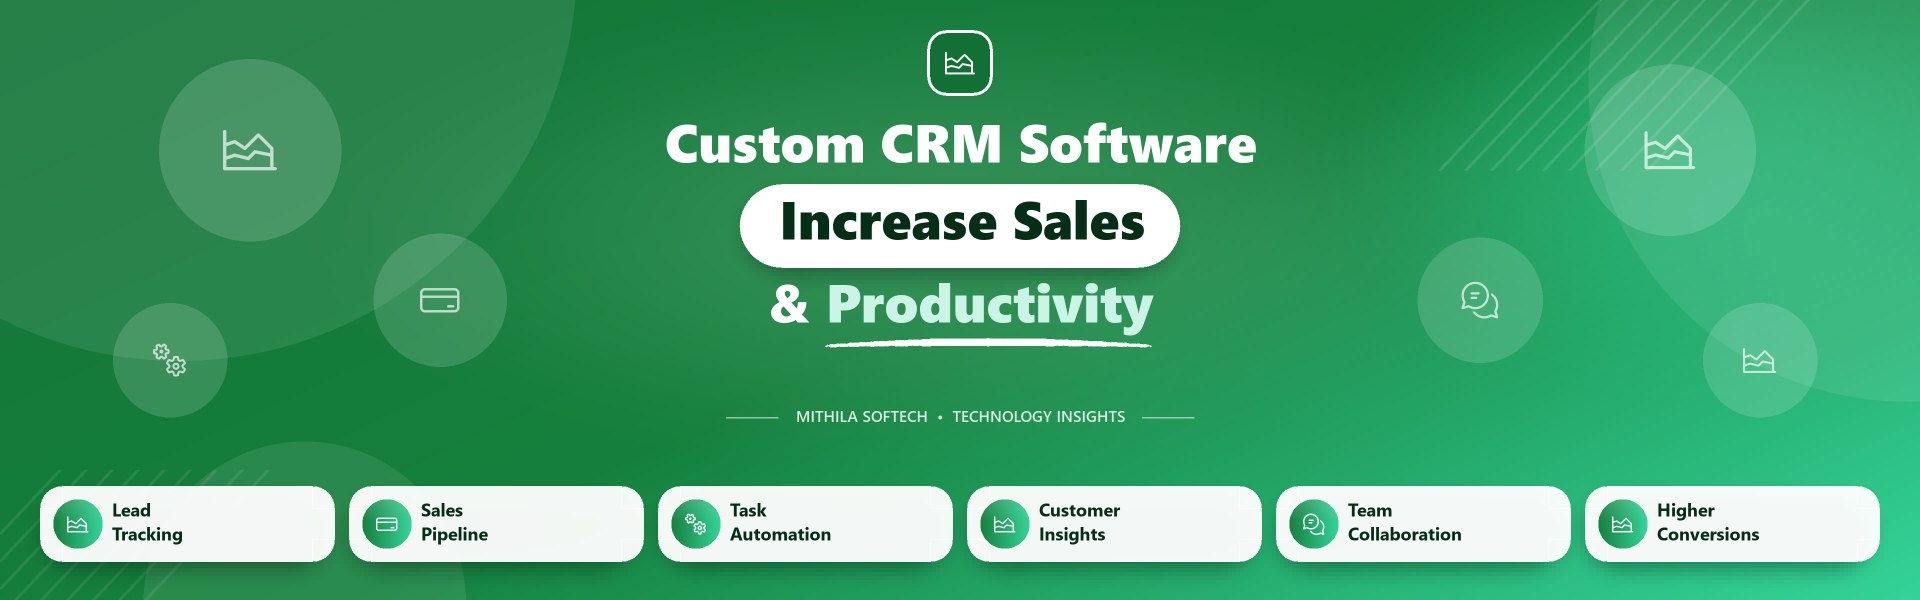 Custom CRM Software
Increase Sales
& Productivity
MITHILA SOFTECH • TECHNOLOGY INSIGHTS
Lead
Tracking
Sales
Pipeline
Task
Automation
Customer
Insights
Team
Collaboration
Higher
Conversions